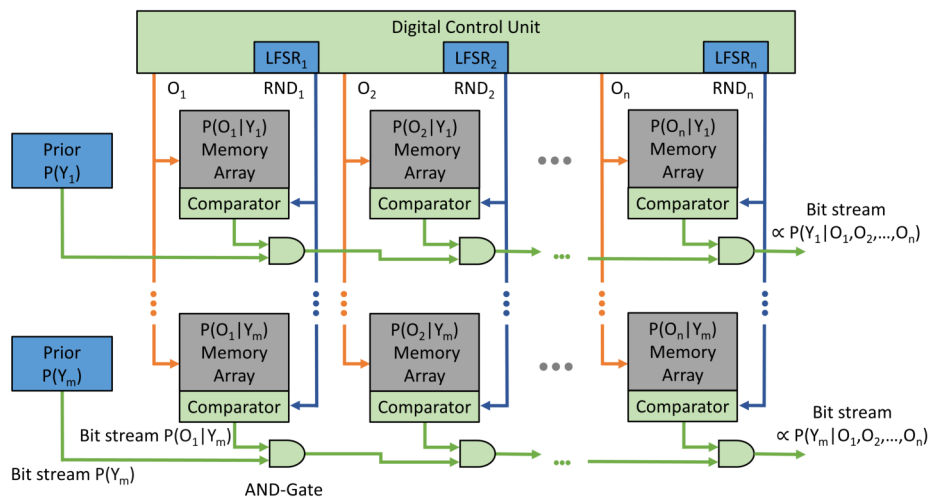 Digital Control Unit
LFSR₁
LFSR₂
LFSRₙ
O₁
RND₁
O₂
RND₂
Oₙ
RNDₙ
Prior
P(Y₁)
P(O₁|Y₁)
Memory
Array
Comparator
P(O₂|Y₁)
Memory
Array
Comparator
P(Oₙ|Y₁)
Memory
Array
Comparator
Bit stream
∝ P(Y₁|O₁,O₂,...,Oₙ)
Prior
P(Yₘ)
P(O₁|Yₘ)
Memory
Array
Comparator
P(O₂|Yₘ)
Memory
Array
Comparator
P(Oₙ|Yₘ)
Memory
Array
Comparator
Bit stream
∝ P(Yₘ|O₁,O₂,...,Oₙ)
Bit stream P(O₁|Yₘ)
Bit stream P(Yₘ)
AND-Gate